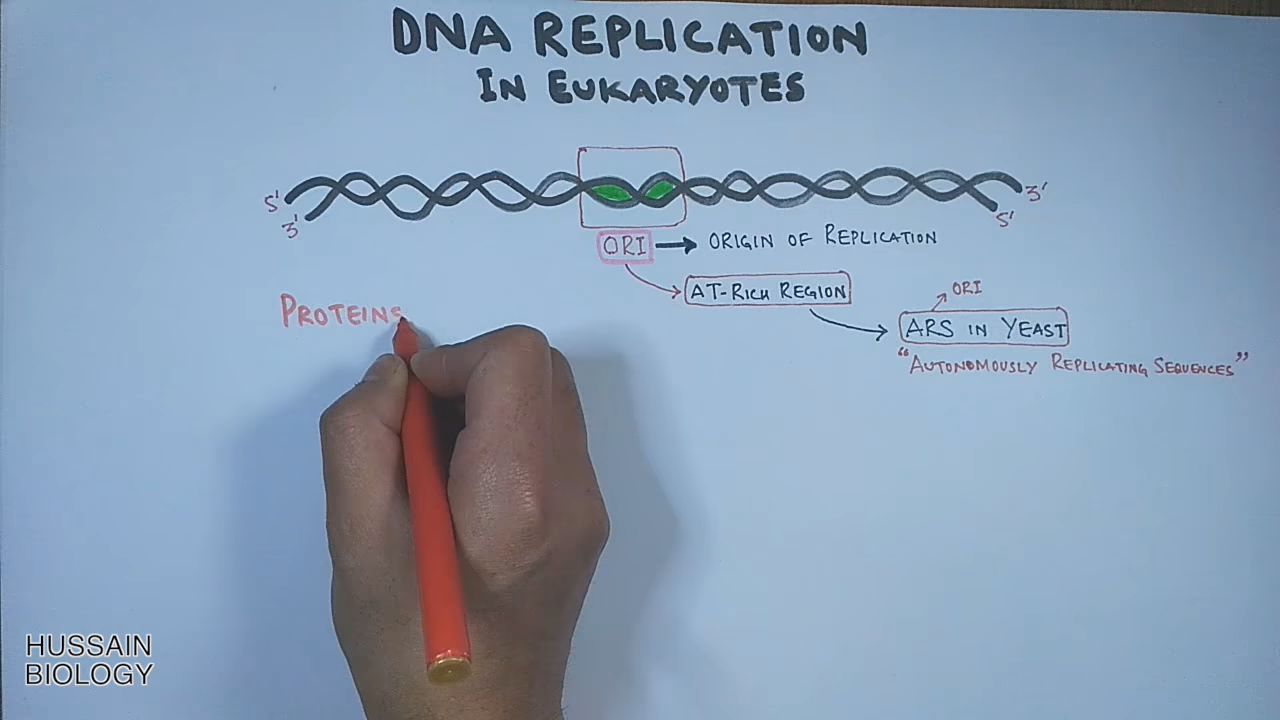 DNA REPLICATION
IN EUKARYOTES
5'
3'
3'
5'
ORI → ORIGIN OF REPLICATION
AT-RICH REGION
ORI
ARS IN YEAST
"AUTONOMOUSLY REPLICATING SEQUENCES"
PROTEINS
HUSSAIN
BIOLOGY